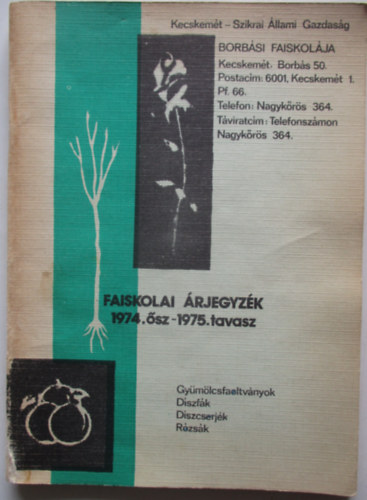 Kecskemét – Szikrai Állami Gazdaság
BORBÁSI FAISKOLÁJA
Kecskemét, Borbás 50.
Postacím: 6001, Kecskemét 1.
Pf. 66.
Telefon: Nagykőrös 364.
Táviratcím: Telefonszámon
Nagykőrös 364.
FAISKOLAI ÁRJEGYZÉK
1974. ősz – 1975. tavasz
Gyümölcsfaoltványok
Díszfák
Díszcserjék
Rózsák